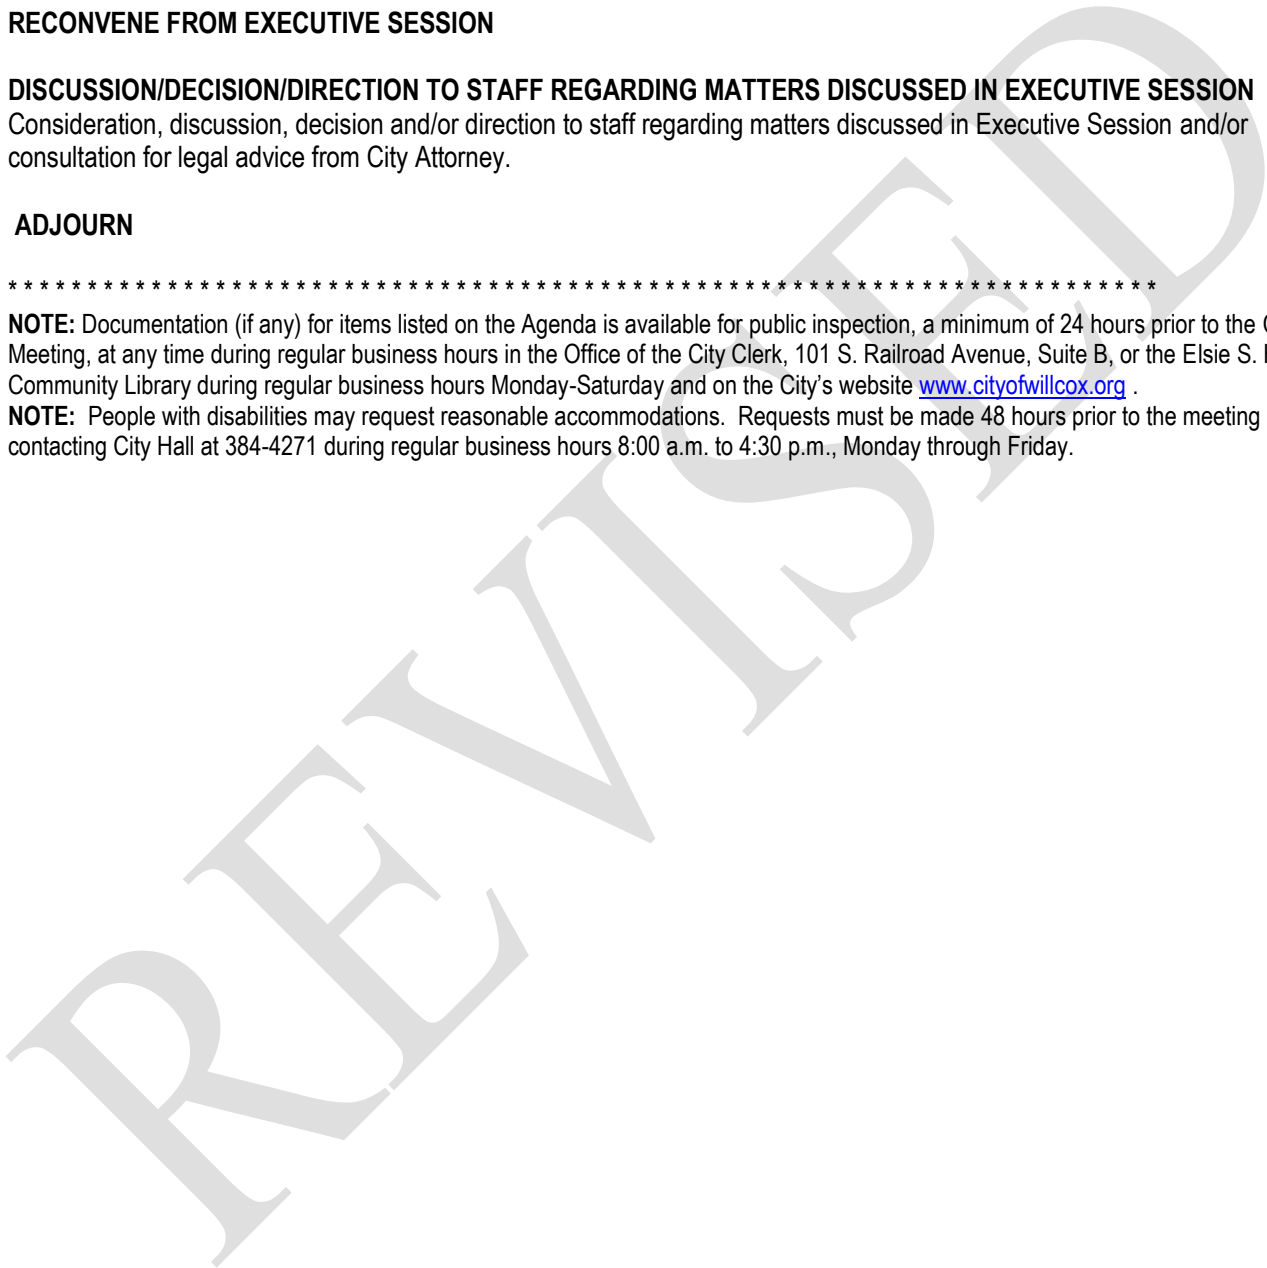 RECONVENE FROM EXECUTIVE SESSION
DISCUSSION/DECISION/DIRECTION TO STAFF REGARDING MATTERS DISCUSSED IN EXECUTIVE SESSION
Consideration, discussion, decision and/or direction to staff regarding matters discussed in Executive Session and/or
consultation for legal advice from City Attorney.
ADJOURN
* * * * * * * * * * * * * * * * * * * * * * * * * * * * * * * * * * * * * * * * * * * * * * * * * * * * * * * * * * * * * * * * * * * * * * * *
NOTE: Documentation (if any) for items listed on the Agenda is available for public inspection, a minimum of 24 hours prior to the
Meeting, at any time during regular business hours in the Office of the City Clerk, 101 S. Railroad Avenue, Suite B, or the Elsie S.
Community Library during regular business hours Monday-Saturday and on the City's website www.cityofwillcox.org .
NOTE: People with disabilities may request reasonable accommodations. Requests must be made 48 hours prior to the meeting
contacting City Hall at 384-4271 during regular business hours 8:00 a.m. to 4:30 p.m., Monday through Friday.
REVISED